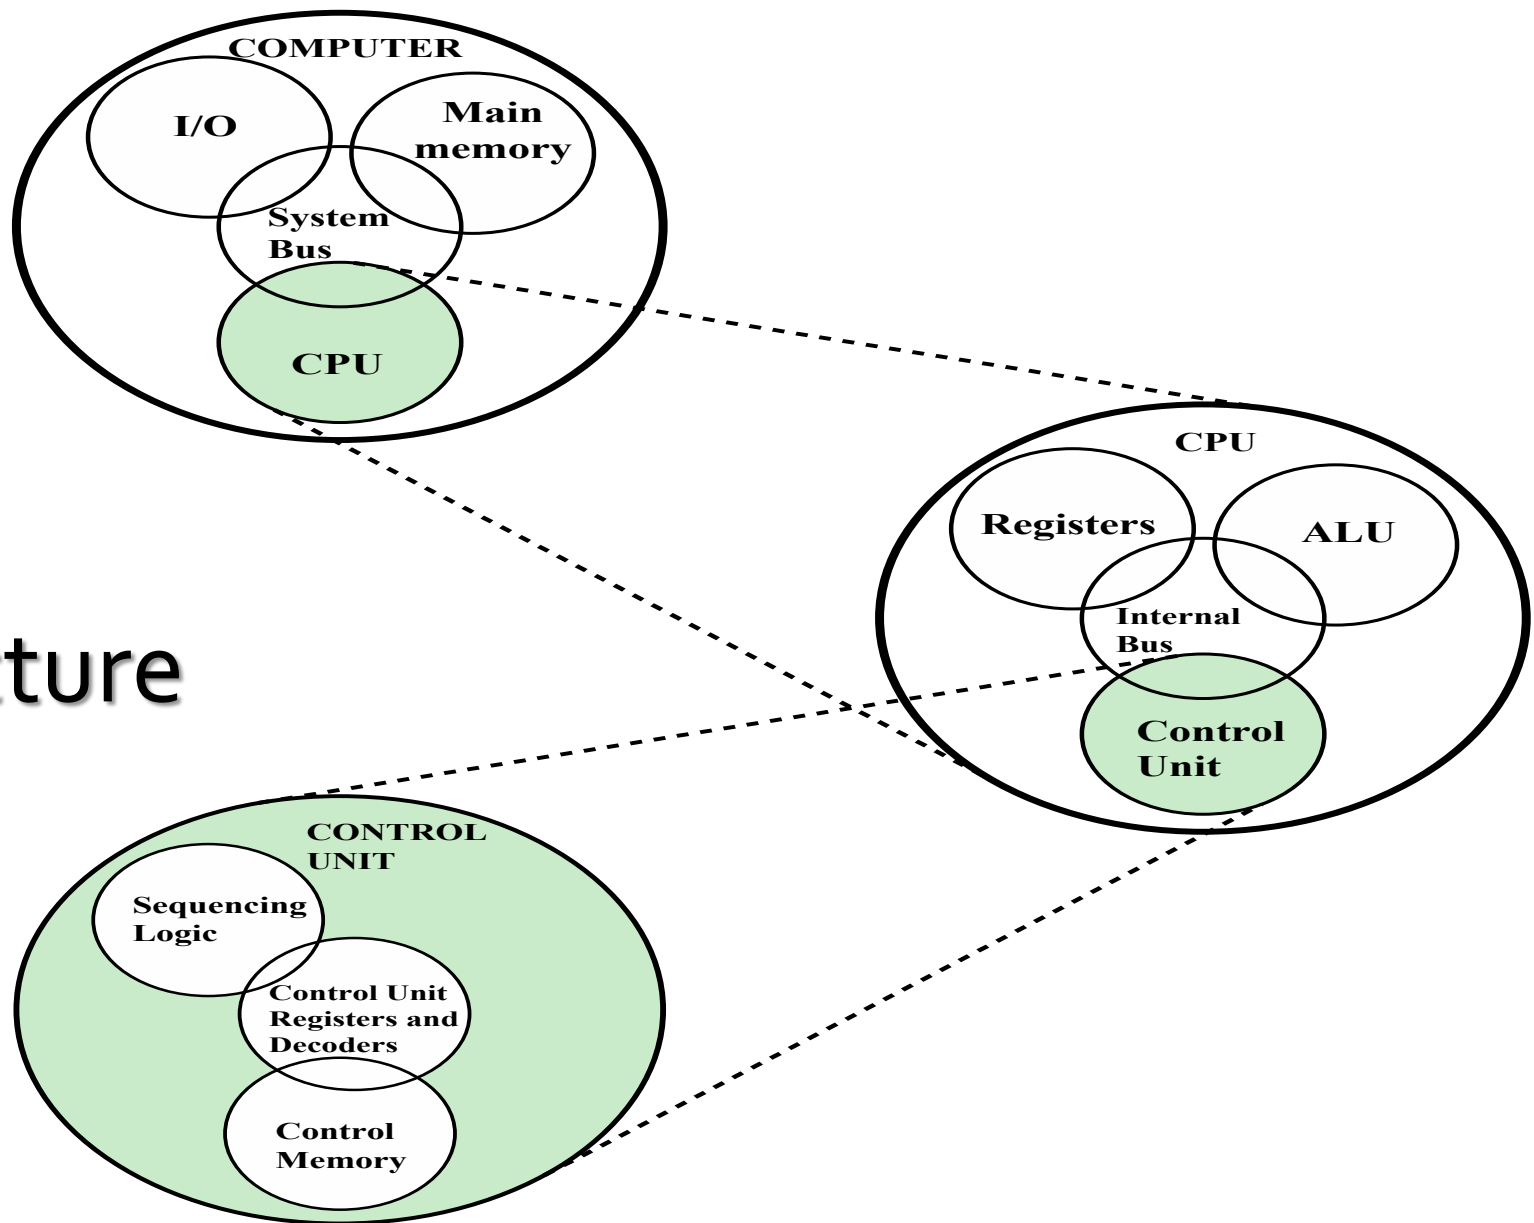 COMPUTER
I/O
Main
memory
System
Bus
CPU
CPU
Registers
ALU
Internal
Bus
Control
Unit
cture
CONTROL
UNIT
Sequencing
Logic
Control Unit
Registers and
Decoders
Control
Memory